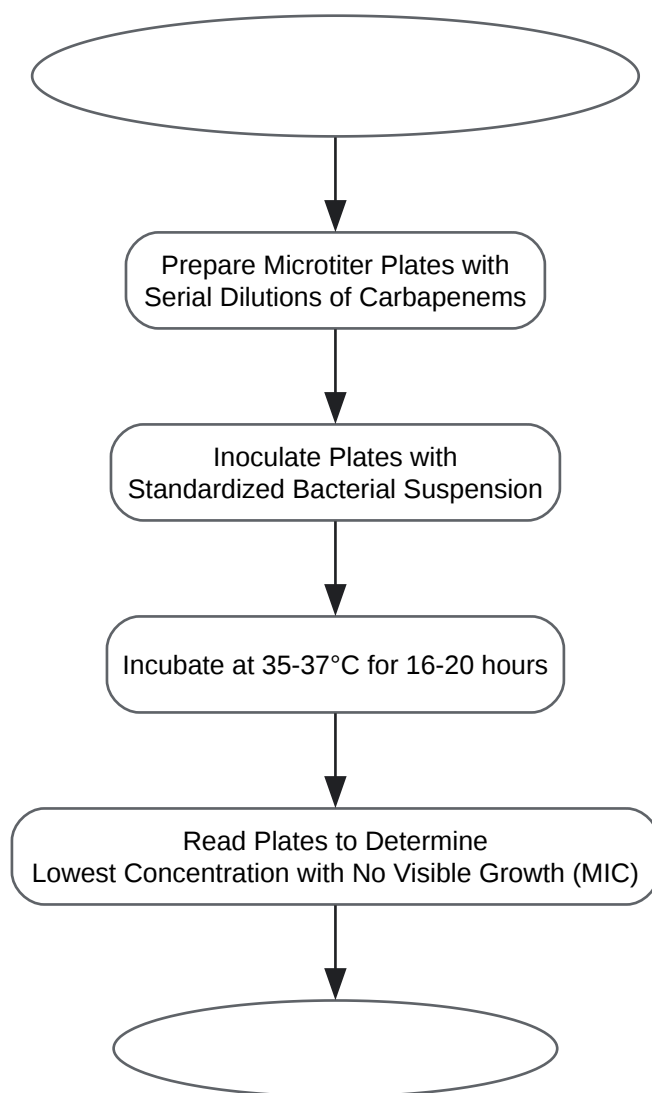 Prepare Microtiter Plates with
Serial Dilutions of Carbapenems
Inoculate Plates with
Standardized Bacterial Suspension
Incubate at 35-37°C for 16-20 hours
Read Plates to Determine
Lowest Concentration with No Visible Growth (MIC)